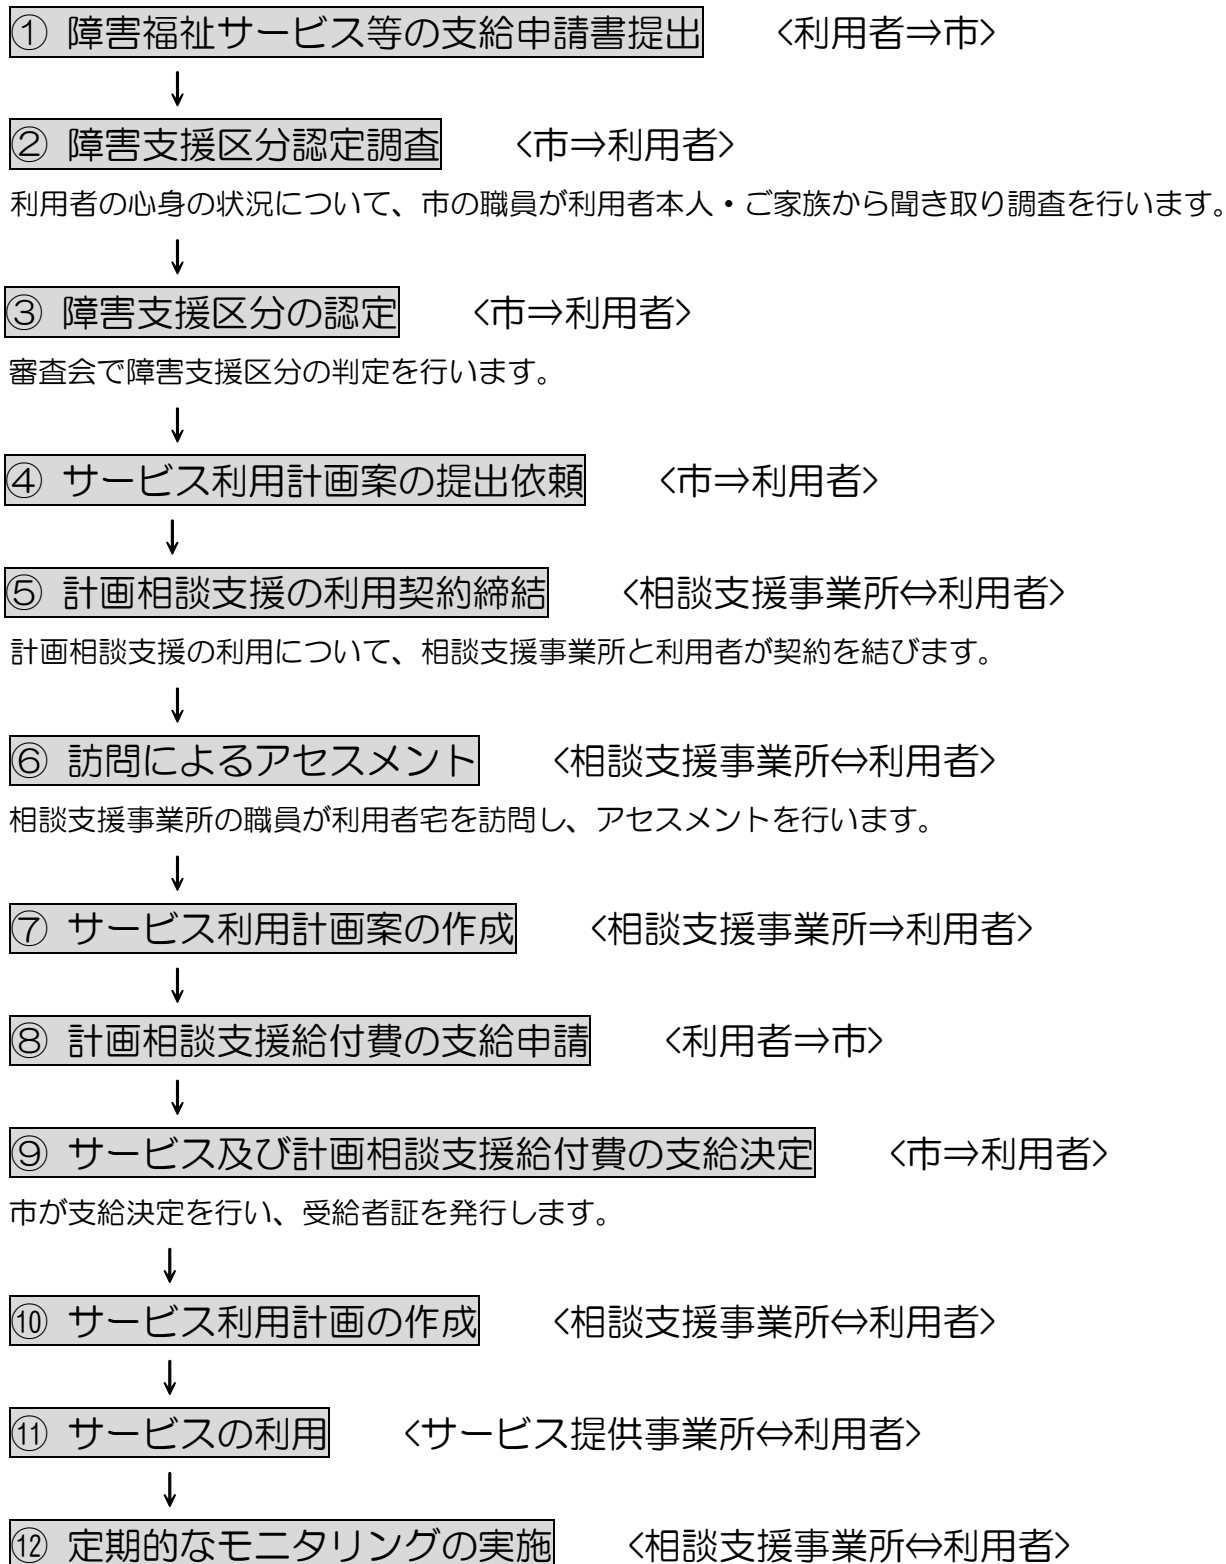 ① 障害福祉サービス等の支給申請書提出 <利用者⇒市>
↓
② 障害支援区分認定調査 <市⇒利用者>
利用者の心身の状況について、市の職員が利用者本人・ご家族から聞き取り調査を行います。
↓
③ 障害支援区分の認定 <市⇒利用者>
審査会で障害支援区分の判定を行います。
↓
④ サービス利用計画案の提出依頼 <市⇒利用者>
↓
⑤ 計画相談支援の利用契約締結 <相談支援事業所⇔利用者>
計画相談支援の利用について、相談支援事業所と利用者が契約を結びます。
↓
⑥ 訪問によるアセスメント <相談支援事業所⇔利用者>
相談支援事業所の職員が利用者宅を訪問し、アセスメントを行います。
↓
⑦ サービス利用計画案の作成 <相談支援事業所⇒利用者>
↓
⑧ 計画相談支援給付費の支給申請 <利用者⇒市>
↓
⑨ サービス及び計画相談支援給付費の支給決定 <市⇒利用者>
市が支給決定を行い、受給者証を発行します。
↓
⑩ サービス利用計画の作成 <相談支援事業所⇔利用者>
↓
⑪ サービスの利用 <サービス提供事業所⇔利用者>
↓
⑫ 定期的なモニタリングの実施 <相談支援事業所⇔利用者>